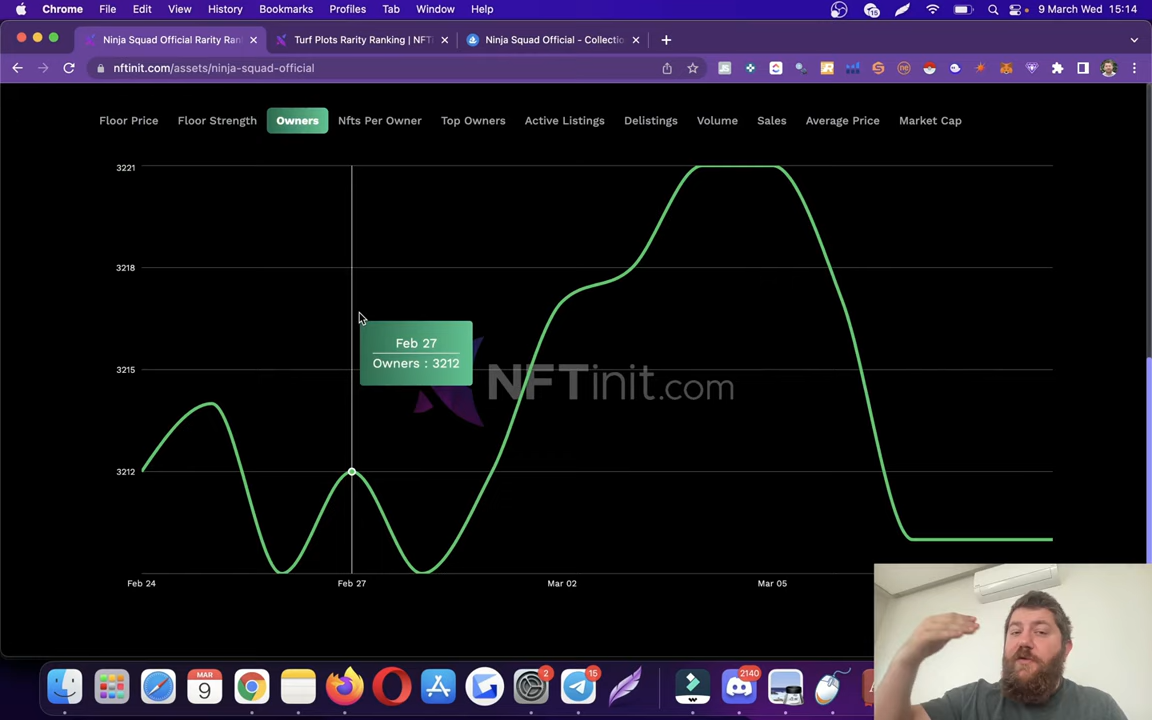 Chrome File Edit View History Bookmarks Profiles Tab Window Help 15 9 March Wed 15:14
Ninja Squad Official Rarity Ran Turf Plots Rarity Ranking | NFTI Ninja Squad Official - Collectio
nftinit.com/assets/ninja-squad-official
Floor Price Floor Strength Owners Nfts Per Owner Top Owners Active Listings Delistings Volume Sales Average Price Market Cap
3221
3218
Feb 27
Owners : 3212
3215
NFTinit.com
3212
Feb 24 Feb 27 Mar 02 Mar 05
MAR
9
2
15
2140